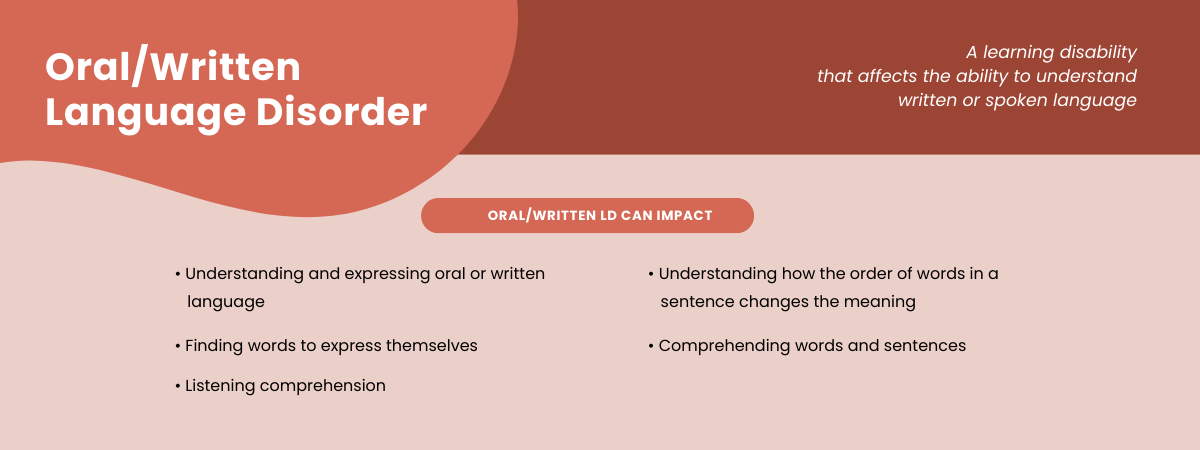 Oral/Written
Language Disorder
A learning disability
that affects the ability to understand
written or spoken language
ORAL/WRITTEN LD CAN IMPACT
• Understanding and expressing oral or written
language
• Finding words to express themselves
• Listening comprehension
• Understanding how the order of words in a
sentence changes the meaning
• Comprehending words and sentences